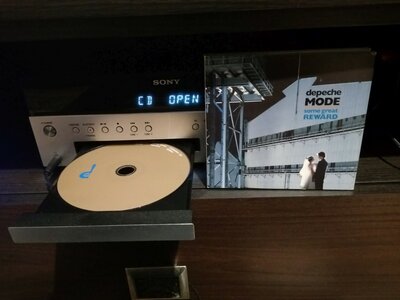 SONY
CD OPEN
depeche
MODE
some great
REWARD
d